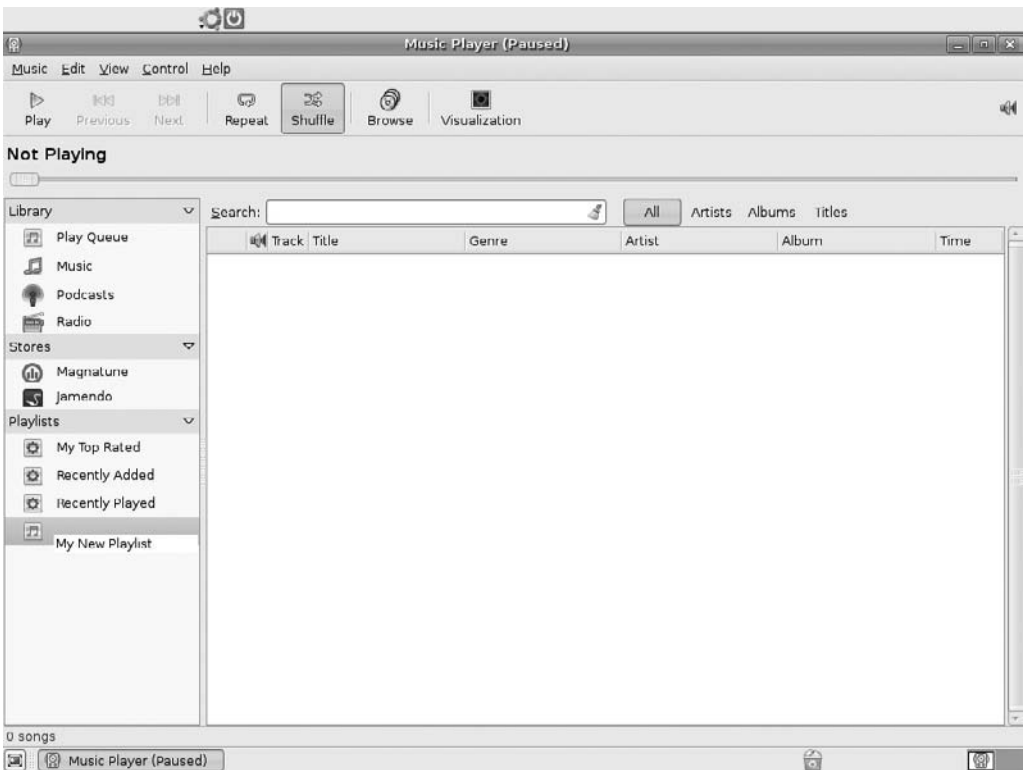 Music Player (Paused)
Music Edit View Control Help
Play Previous Next Repeat Shuffle Browse Visualization
Not Playing
Library
Search: All Artists Albums Titles
Play Queue
Track Title Genre Artist Album Time
Music
Podcasts
Radio
Stores
Magnatune
Jamendo
Playlists
My Top Rated
Recently Added
Recently Played
My New Playlist
0 songs
Music Player (Paused)